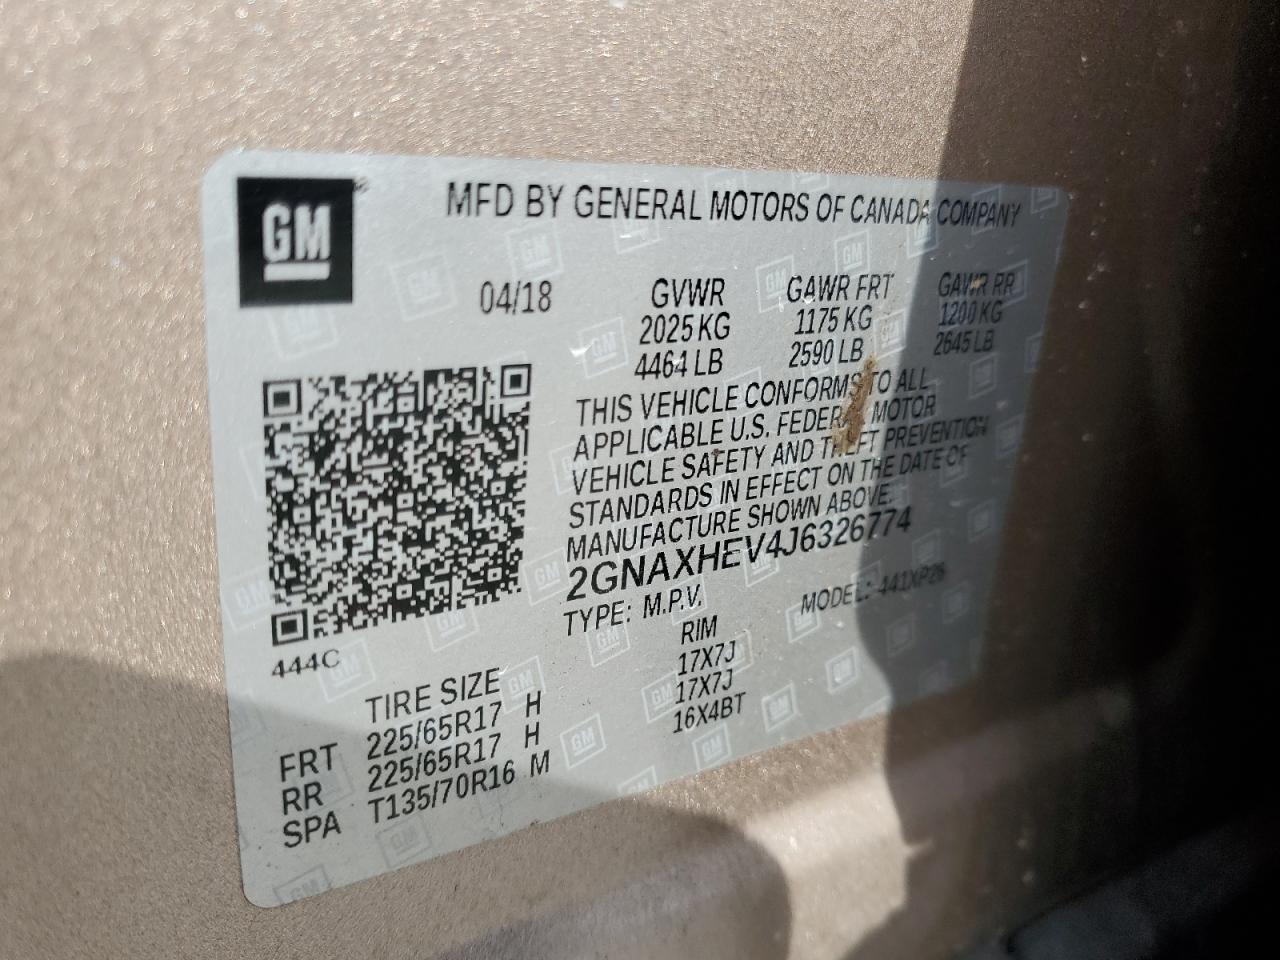 GM
MFD BY GENERAL MOTORS OF CANADA COMPANY
04/18 GVWR GAWR FRT GAWR RR
2025 KG 1175 KG 1200 KG
4464 LB 2590 LB 2645 LB
THIS VEHICLE CONFORMS TO ALL
APPLICABLE U.S. FEDERAL MOTOR
VEHICLE SAFETY AND THEFT PREVENTION
STANDARDS IN EFFECT ON THE DATE OF
MANUFACTURE SHOWN ABOVE.
2GNAXHEV4J6326774
TYPE: M.P.V. MODEL: 441XP26
444C
TIRE SIZE RIM
FRT 225/65R17 H 17X7J
RR 225/65R17 H 17X7J
SPA T135/70R16 M 16X4BT